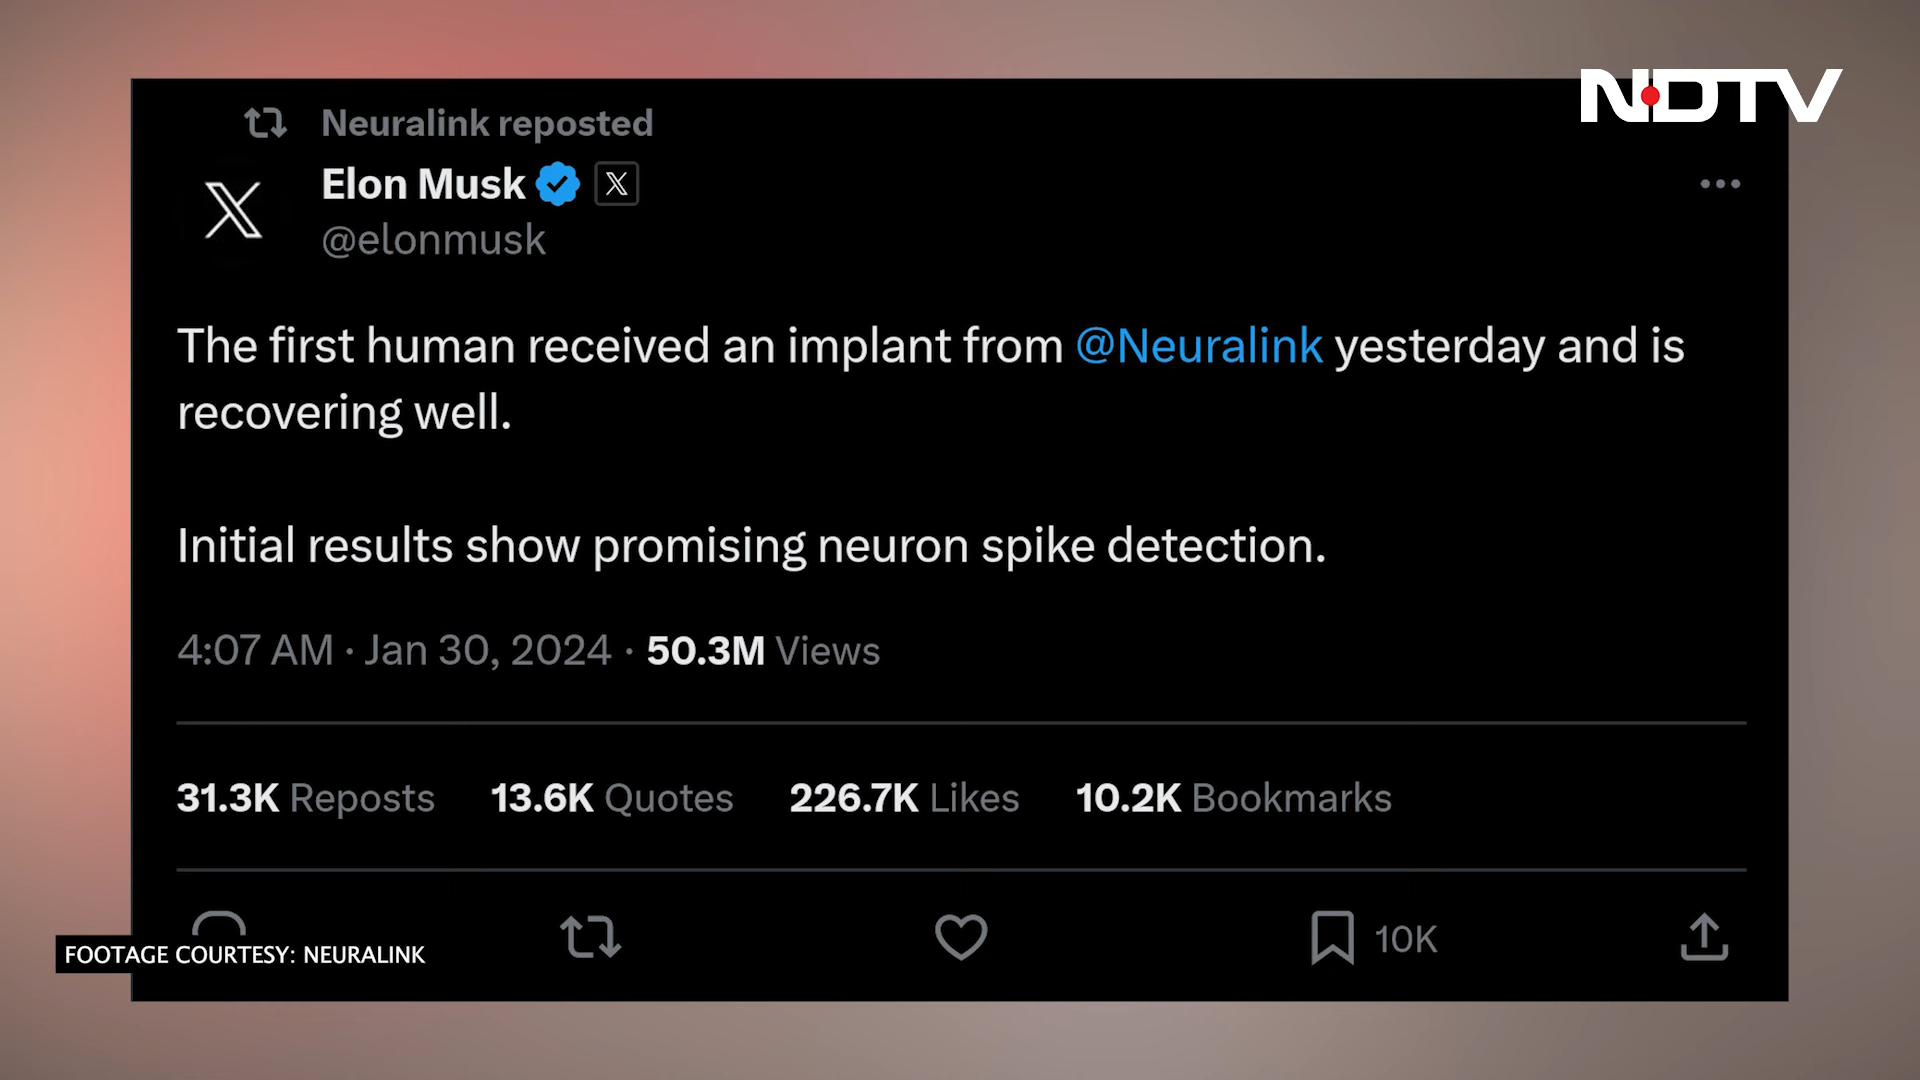 NDTV
Neuralink reposted
Elon Musk
@elonmusk
The first human received an implant from @Neuralink yesterday and is
recovering well.
Initial results show promising neuron spike detection.
4:07 AM · Jan 30, 2024 · 50.3M Views
31.3K Reposts 13.6K Quotes 226.7K Likes 10.2K Bookmarks
10K
FOOTAGE COURTESY: NEURALINK